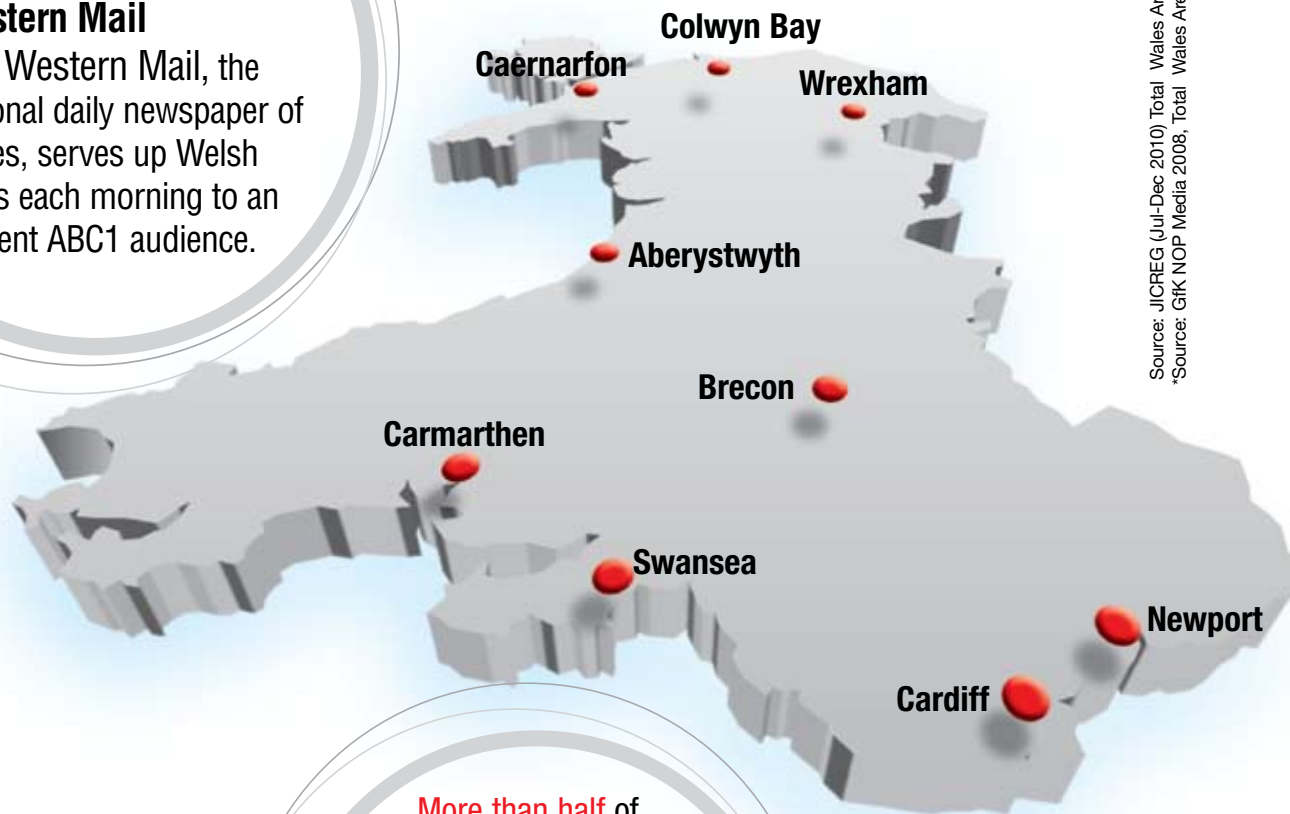 stern Mail
Western Mail, the
onal daily newspaper of
es, serves up Welsh
s each morning to an
ent ABC1 audience.
Colwyn Bay
Caernarfon
Wrexham
Aberystwyth
Brecon
Carmarthen
Swansea
Newport
Cardiff
More than half of
Source: JICREG (Jul-Dec 2010) Total Wales Ar
*Source: GfK NOP Media 2008, Total Wales Are